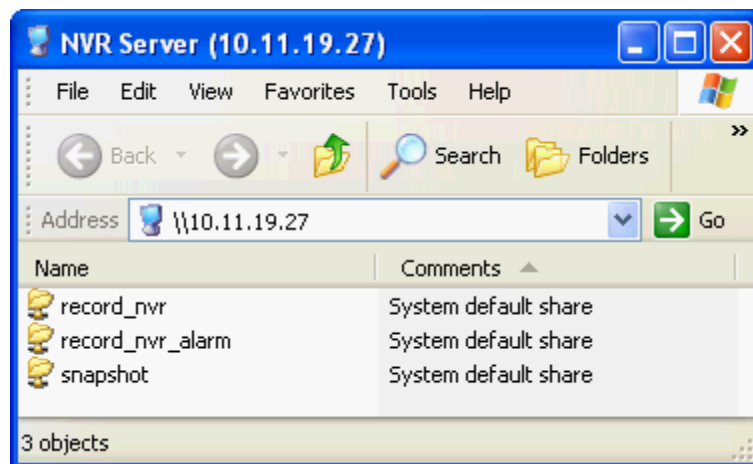 NVR Server (10.11.19.27)
File Edit View Favorites Tools Help
Back Search Folders »
Address \\10.11.19.27 Go
Name Comments
record_nvr System default share
record_nvr_alarm System default share
snapshot System default share
3 objects